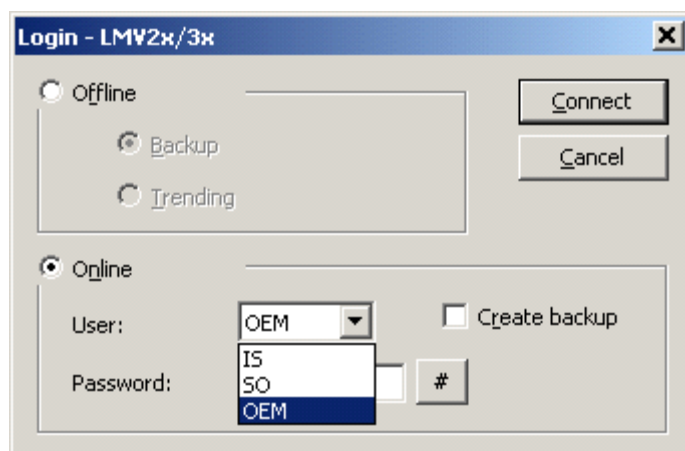 Login - LMV2x/3x
Offline
Connect
Backup
Cancel
Trending
Online
User: OEM Create backup
IS
Password: SO #
OEM